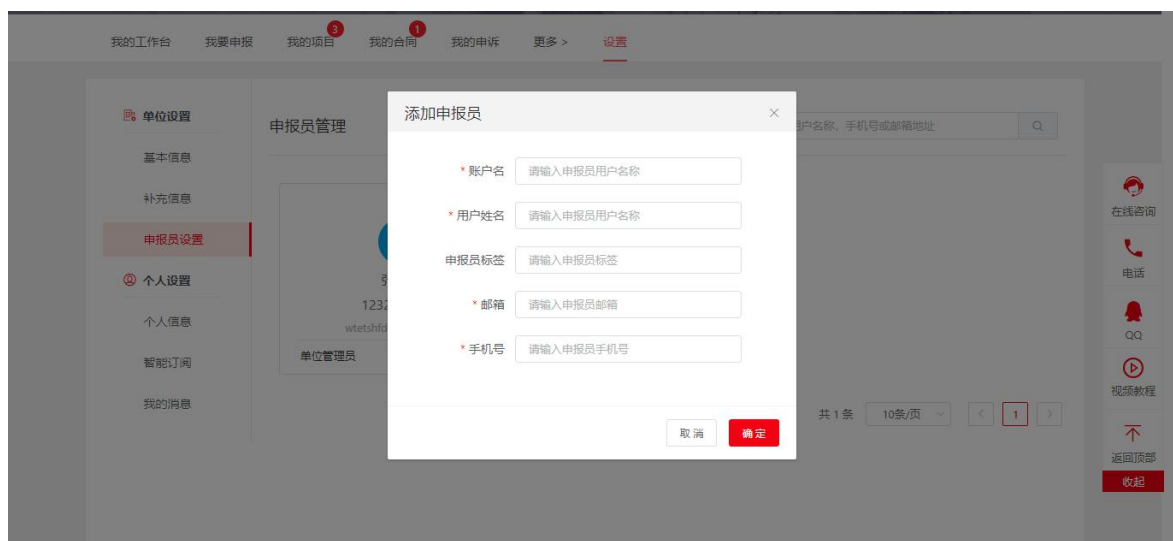 我的工作台 我要申报 我的项目 3 我的合同 1 我的申诉 更多 > 设置
单位设置
基本信息
补充信息
申报员设置
个人设置
个人信息
智能订阅
我的消息
申报员管理
户名称、手机号或邮箱地址
1232
wtetshfd
单位管理员
添加申报员 ×
* 账户名 请输入申报员用户名称
* 用户姓名 请输入申报员用户名称
申报员标签 请输入申报员标签
* 邮箱 请输入申报员邮箱
* 手机号 请输入申报员手机号
取消 确定
共 1 条 10条/页 < 1 >
在线咨询
电话
QQ
视频教程
返回顶部
收起